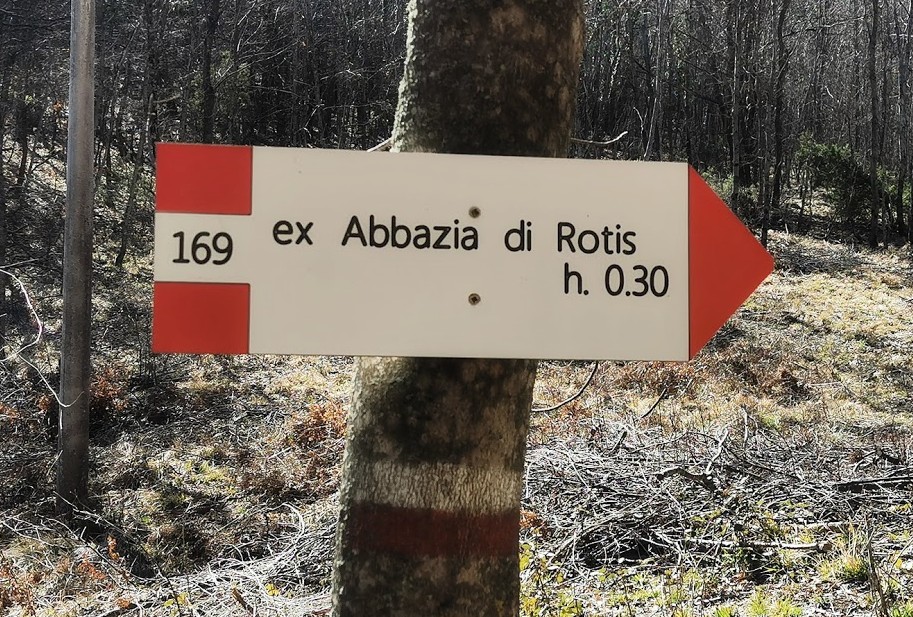 169
ex Abbazia di Rotis
h. 0.30